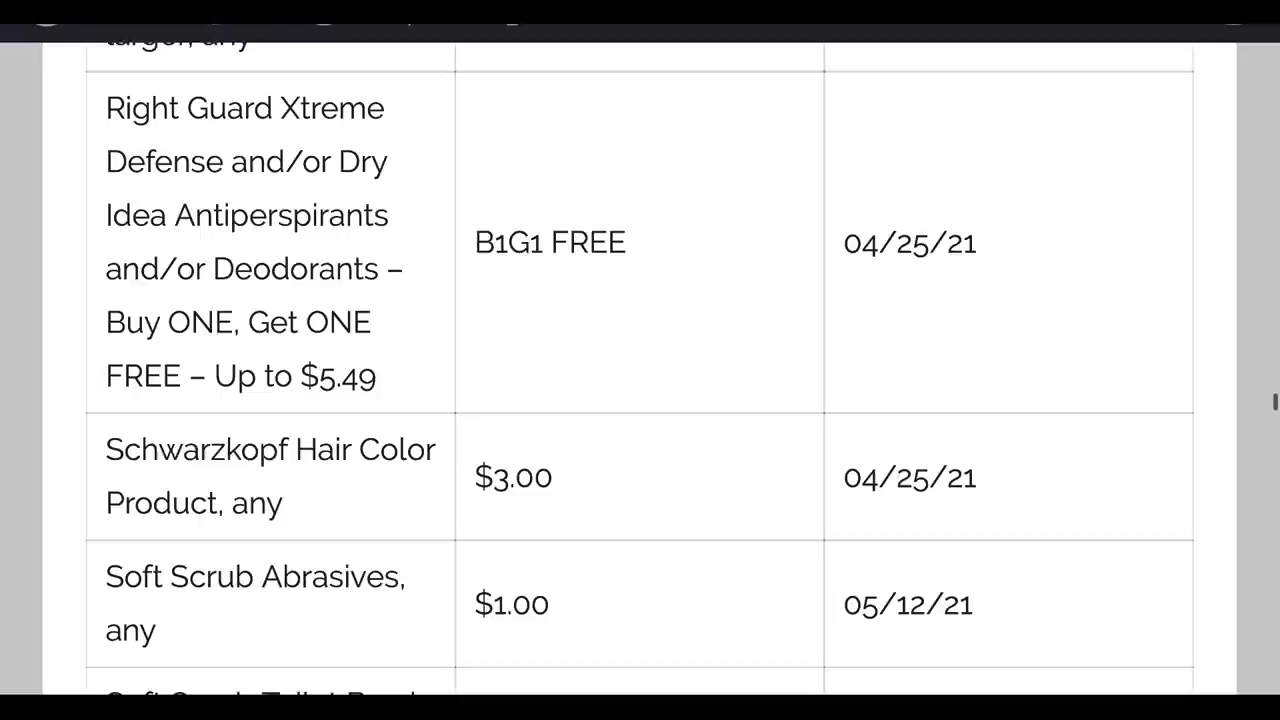 larger, any
Right Guard Xtreme
Defense and/or Dry
Idea Antiperspirants
and/or Deodorants –
Buy ONE, Get ONE
FREE – Up to $5.49
B1G1 FREE
04/25/21
Schwarzkopf Hair Color
Product, any
$3.00
04/25/21
Soft Scrub Abrasives,
any
$1.00
05/12/21